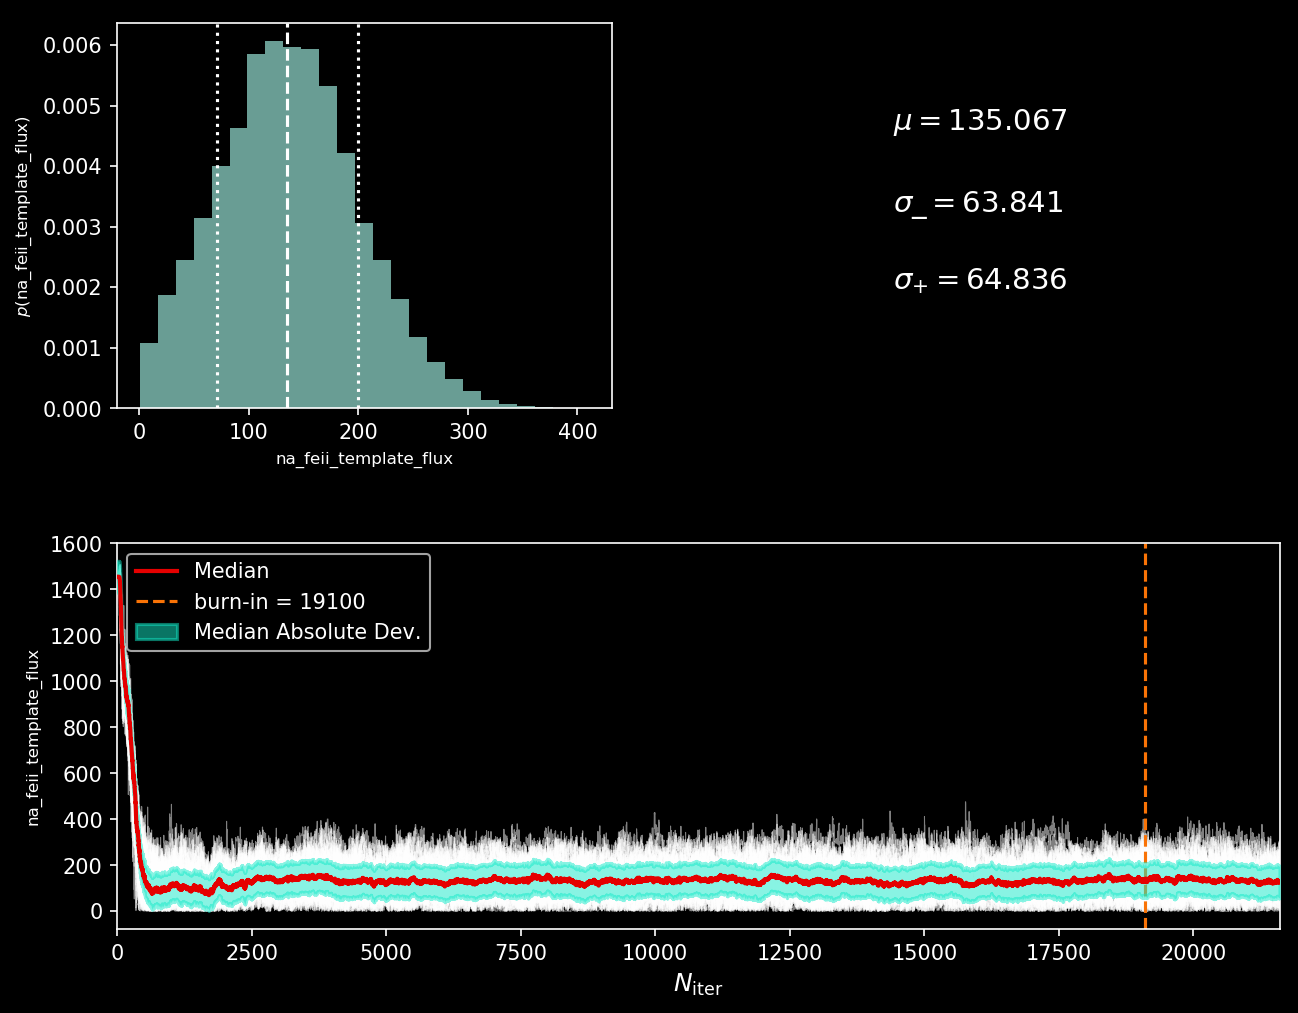 0.006
0.005
0.004
0.003
0.002
0.001
0.000
p(na_feii_template_flux)
0 100 200 300 400
na_feii_template_flux
μ = 135.067
σ_− = 63.841
σ_+ = 64.836
1600
1400
1200
1000
800
600
400
200
0
na_feii_template_flux
Median
burn-in = 19100
Median Absolute Dev.
0 2500 5000 7500 10000 12500 15000 17500 20000
N_iter